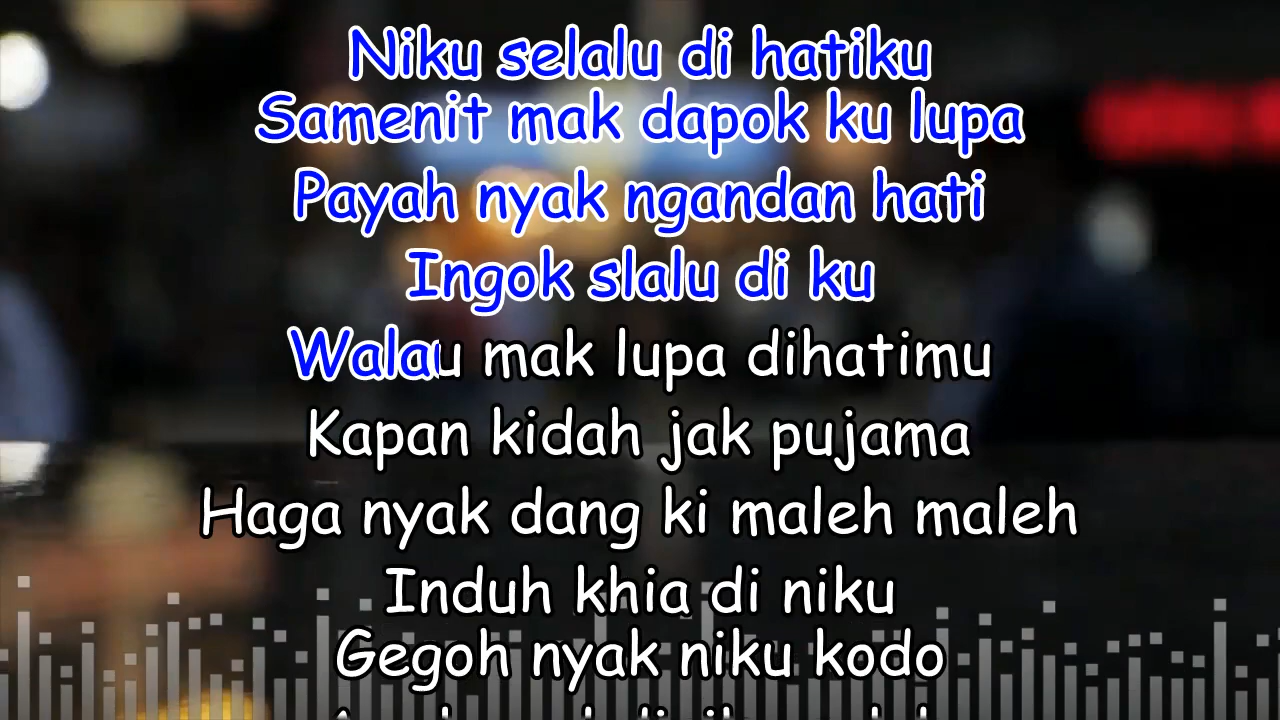 Niku selalu di hatiku
Samenit mak dapok ku lupa
Payah nyak ngandan hati
Ingok slalu di ku
Walau mak lupa dihatimu
Kapan kidah jak pujama
Haga nyak dang ki maleh maleh
Induh khia di niku
Gegoh nyak niku kodo